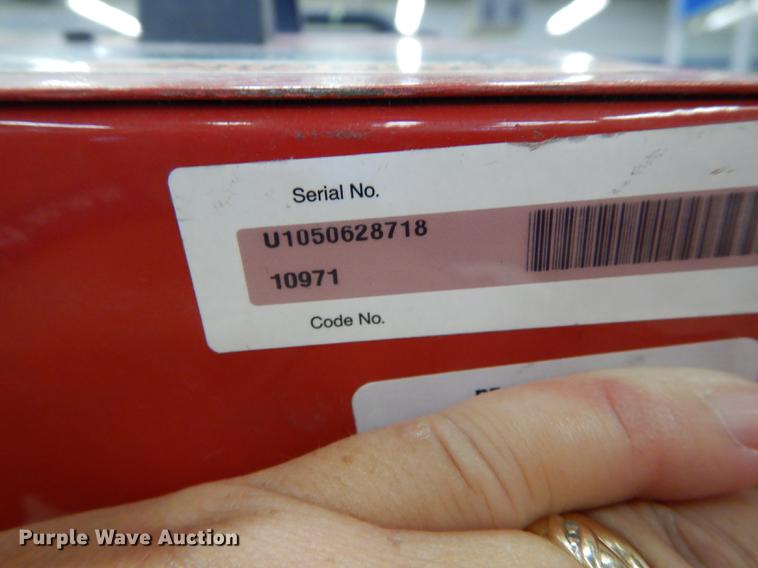 Serial No.
U1050628718
10971
Code No.
Purple Wave Auction